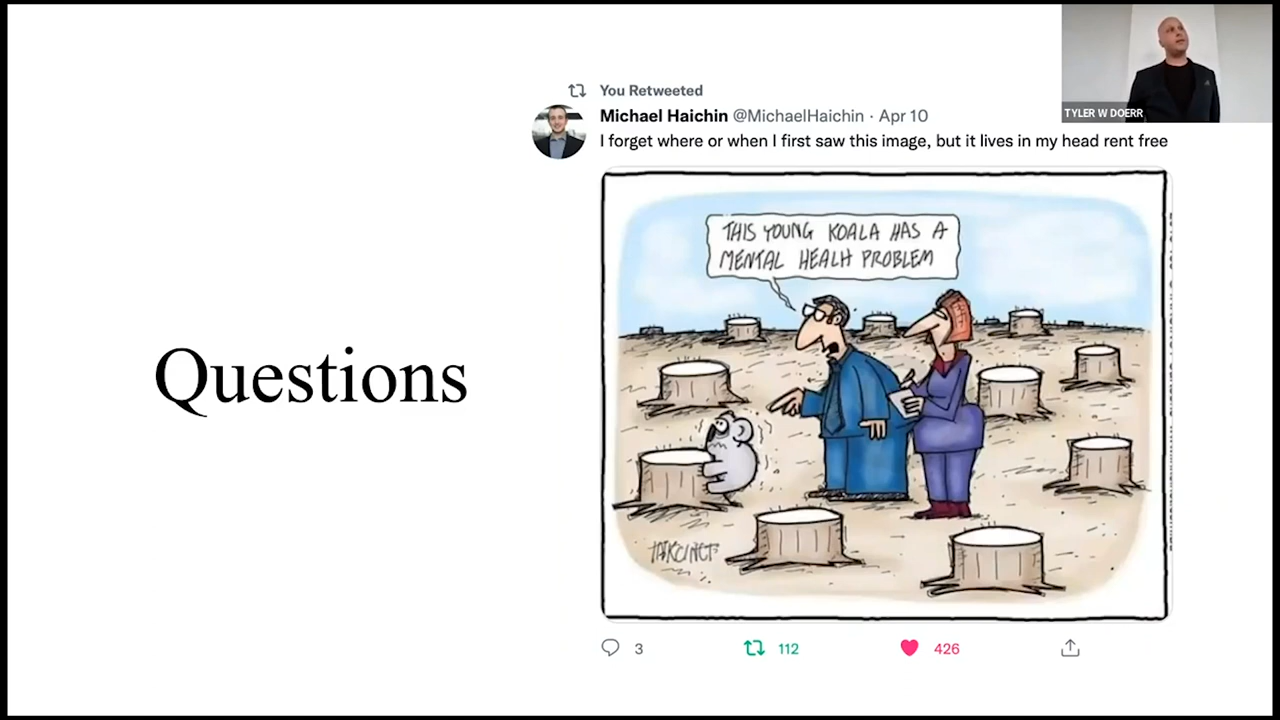 You Retweeted
Michael Haichin @MichaelHaichin · Apr 10
I forget where or when I first saw this image, but it lives in my head rent free
THIS YOUNG KOALA HAS A
MENTAL HEALH PROBLEM
Questions
3
112
426
TYLER W DOERR